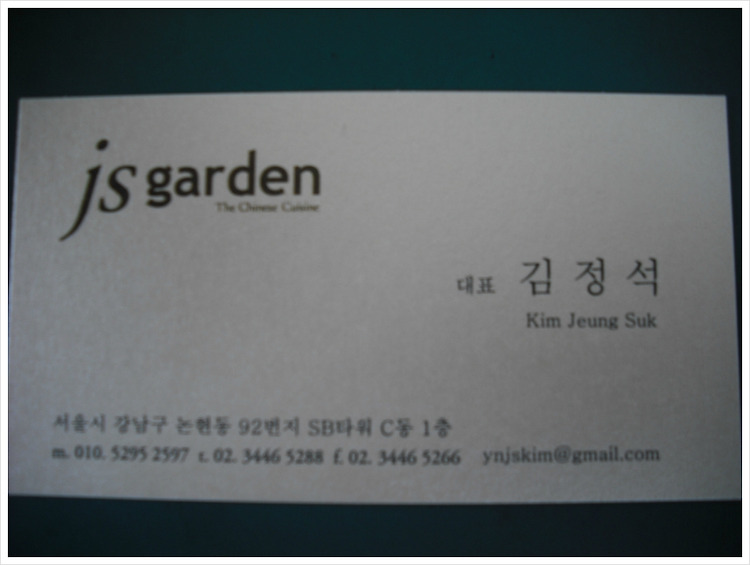 js garden
The Chinese Cuisine
대표 김정석
Kim Jeung Suk
서울시 강남구 논현동 92번지 SB타워 C동 1층
m. 010. 5295 2597 t. 02. 3446 5288 f. 02. 3446 5266 ynjskim@gmail.com